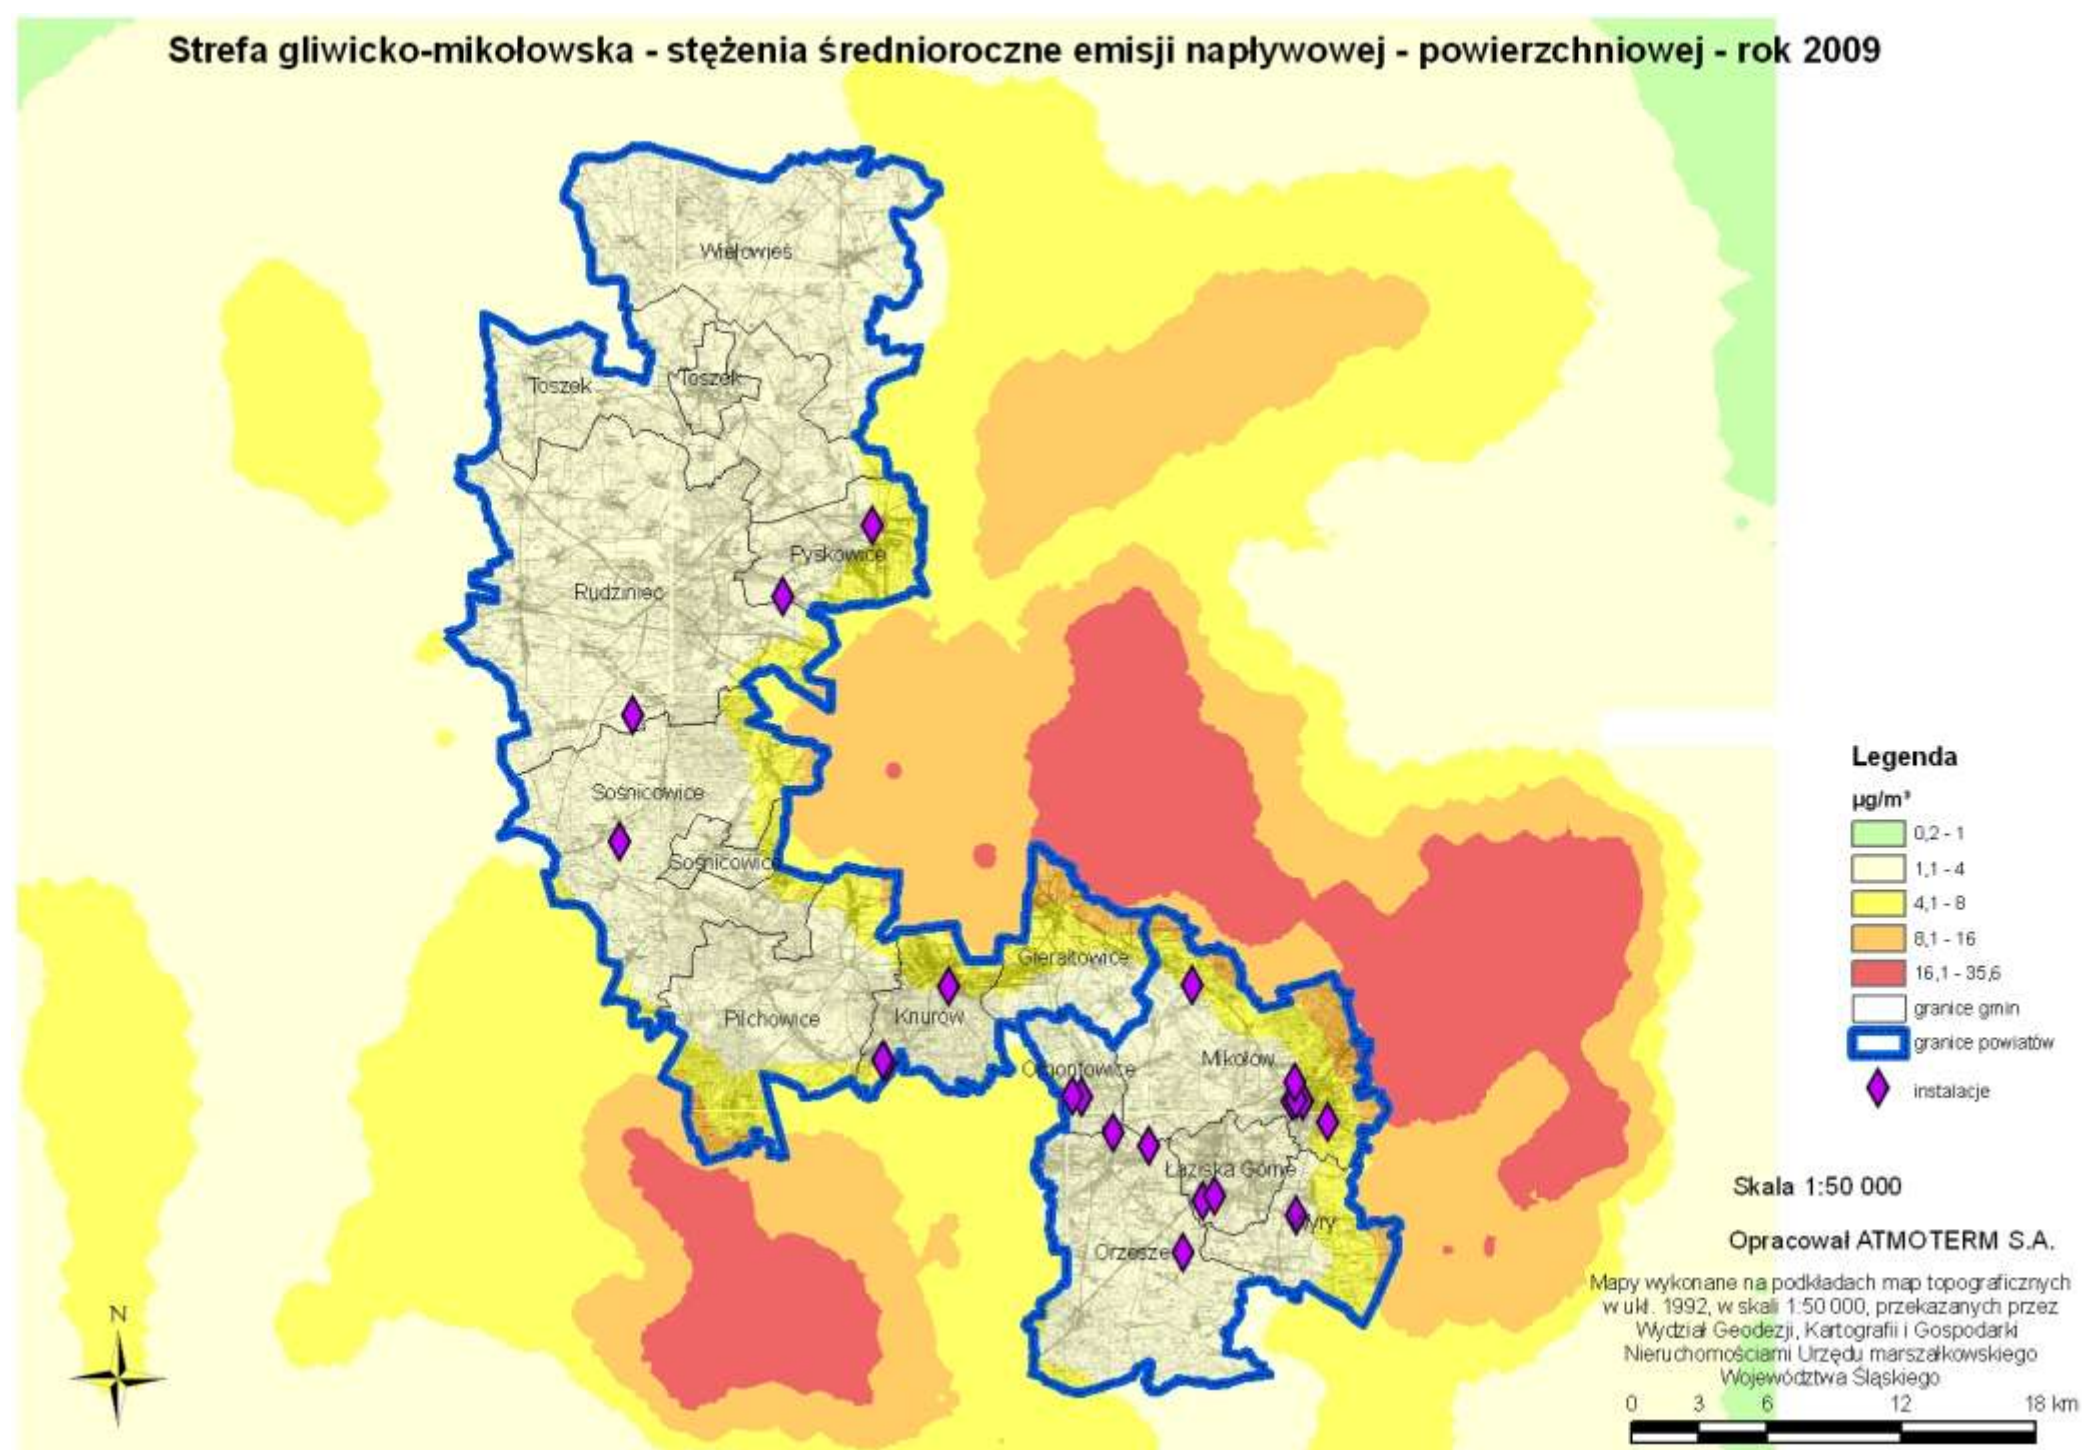 Strefa gliwicko-mikołowska - stężenia średnioroczne emisji napływowej - powierzchniowej - rok 2009
Wielowieś
Toszek
Toszek
Pyskowice
Rudziniec
Sośnicowice
Sośnicowice
Gierałtowice
Pilchowice
Knurów
Mikołów
Ornontowice
Łaziska Górne
Wyry
Orzesze
Legenda
µg/m³
0,2 - 1
1,1 - 4
4,1 - 8
8,1 - 16
16,1 - 35,6
granice gmin
granice powiatów
instalacje
Skala 1:50 000
Opracował ATMOTERM S.A.
Mapy wykonane na podkładach map topograficznych
w ukł. 1992, w skali 1:50 000, przekazanych przez
Wydział Geodezji, Kartografii i Gospodarki
Nieruchomościami Urzędu marszałkowskiego
Województwa Śląskiego
N
0 3 6 12 18 km